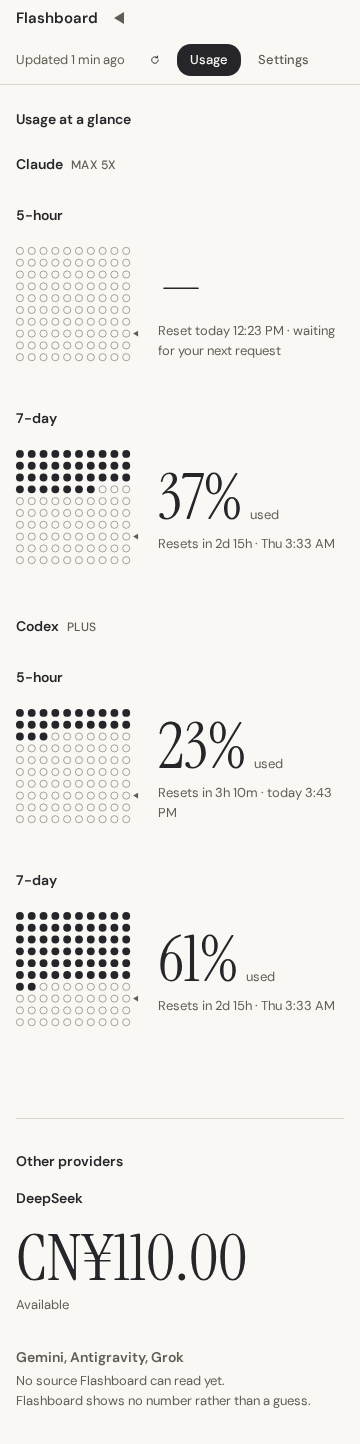 Flashboard
Updated 1 min ago
Usage
Settings
Usage at a glance
Claude MAX 5X
5-hour
—
Reset today 12:23 PM · waiting
for your next request
7-day
37% used
Resets in 2d 15h · Thu 3:33 AM
Codex PLUS
5-hour
23% used
Resets in 3h 10m · today 3:43
PM
7-day
61% used
Resets in 2d 15h · Thu 3:33 AM
Other providers
DeepSeek
CN¥110.00
Available
Gemini, Antigravity, Grok
No source Flashboard can read yet.
Flashboard shows no number rather than a guess.